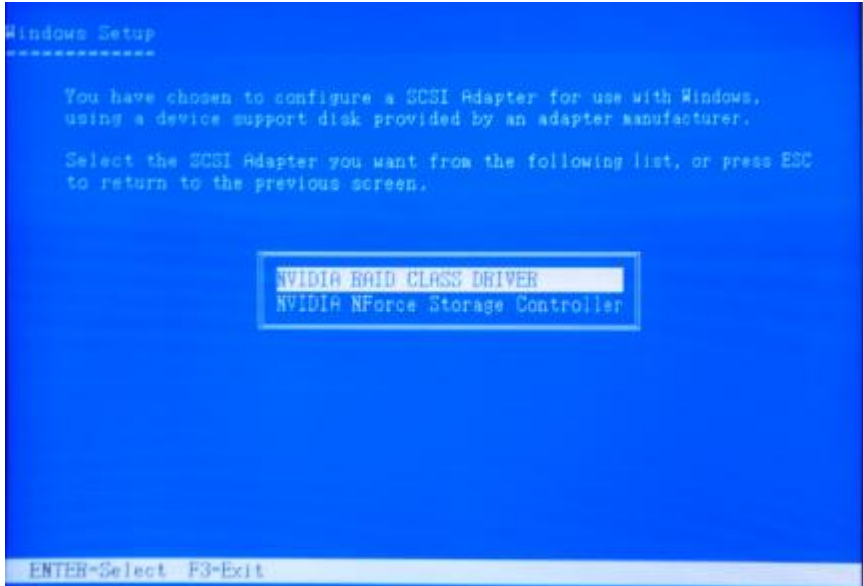 Windows Setup
You have chosen to configure a SCSI Adapter for use with Windows,
using a device support disk provided by an adapter manufacturer.
Select the SCSI Adapter you want from the following list, or press ESC
to return to the previous screen.
NVIDIA RAID CLASS DRIVER
NVIDIA NForce Storage Controller
ENTER=Select F3=Exit